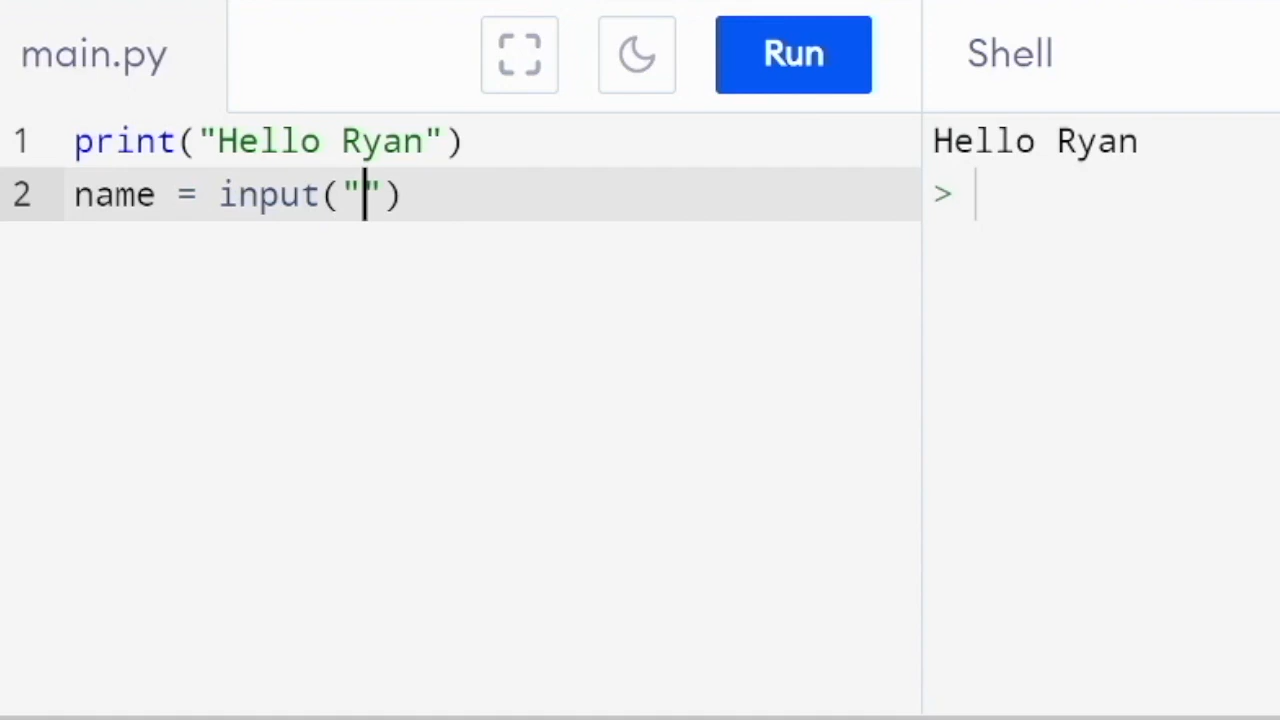 main.py
Run
Shell
1 print("Hello Ryan")
2 name = input("")
Hello Ryan
>